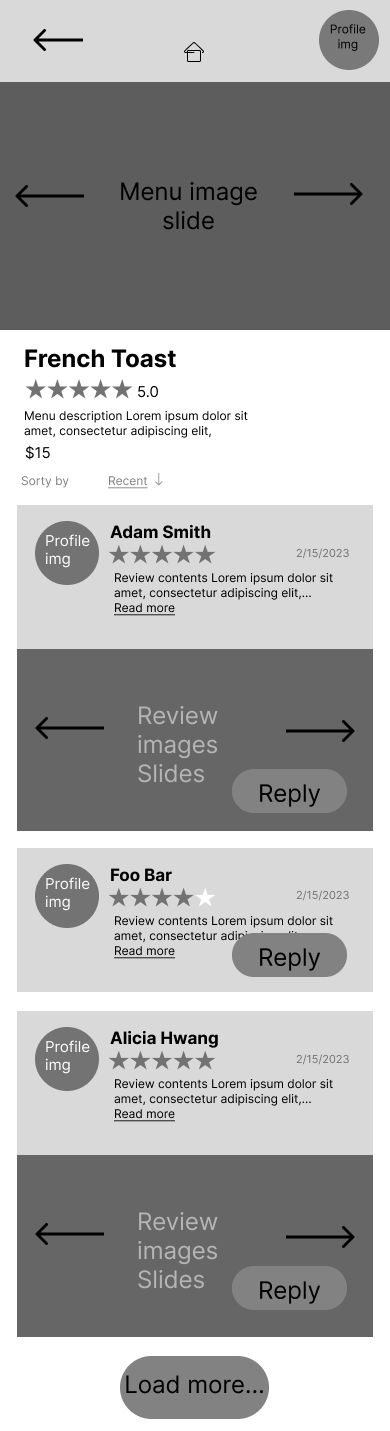 Profile
img
Menu image
slide
French Toast
5.0
Menu description Lorem ipsum dolor sit
amet, consectetur adipiscing elit,
$15
Sorty by Recent
Profile
img
Adam Smith
2/15/2023
Review contents Lorem ipsum dolor sit
amet, consectetur adipiscing elit,...
Read more
Review
images
Slides
Reply
Profile
img
Foo Bar
2/15/2023
Review contents Lorem ipsum dolor sit
amet, consectetur
Read more
Reply
Profile
img
Alicia Hwang
2/15/2023
Review contents Lorem ipsum dolor sit
amet, consectetur adipiscing elit,...
Read more
Review
images
Slides
Reply
Load more...